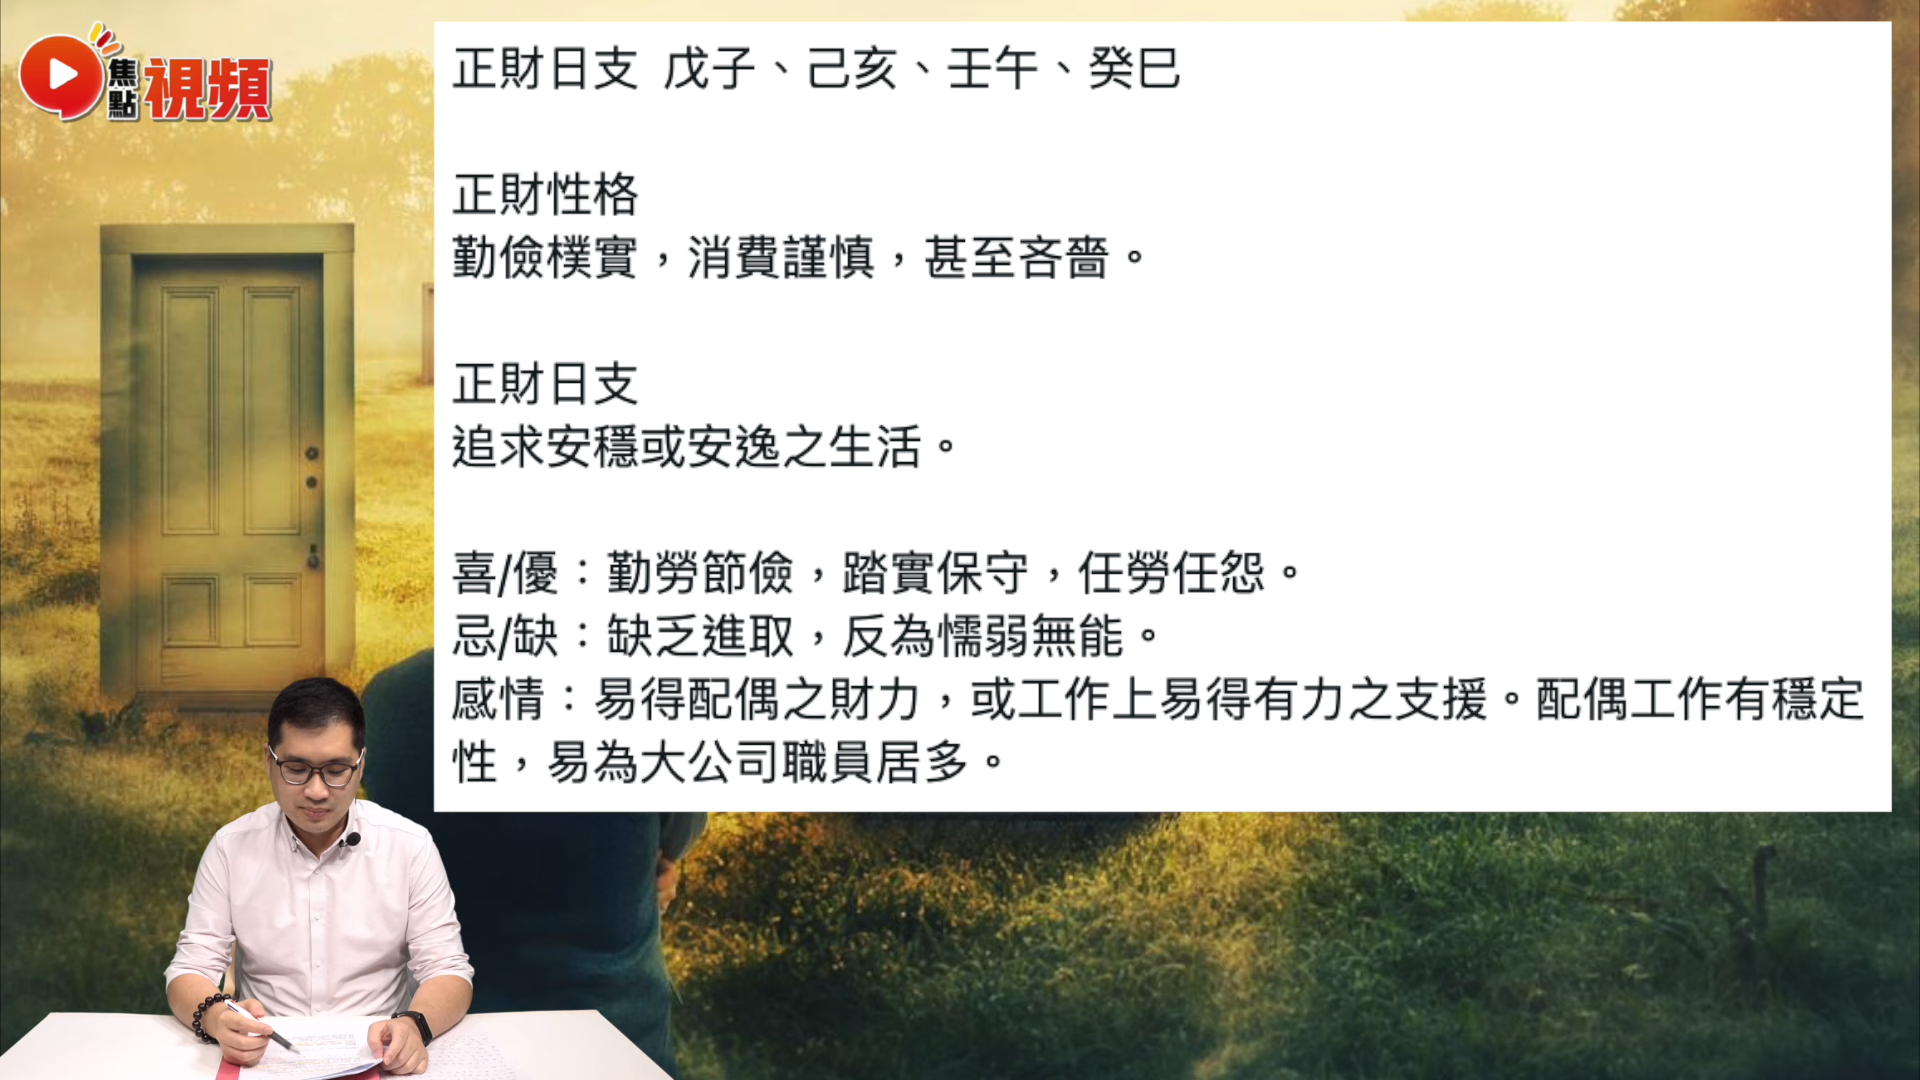 焦點視頻
正財日支 戊子、己亥、壬午、癸巳
正財性格
勤儉樸實，消費謹慎，甚至吝嗇。
正財日支
追求安穩或安逸之生活。
喜/優：勤勞節儉，踏實保守，任勞任怨。
忌/缺：缺乏進取，反為懦弱無能。
感情：易得配偶之財力，或工作上易得有力之支援。配偶工作有穩定
性，易為大公司職員居多。